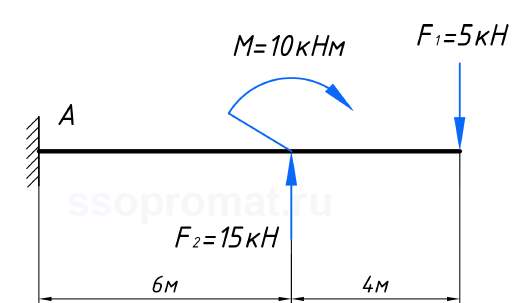 F₁=5кН
M=10кНм
A
ssopromat.ru
F₂=15кН
6м
4м